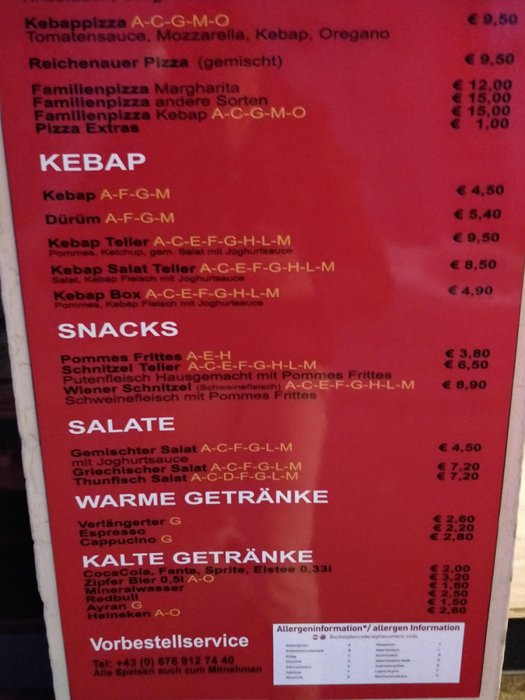 Kebappizza A-C-G-M-O € 9,50
Tomatensauce, Mozzarella, Kebap, Oregano
Reichenauer Pizza (gemischt) € 9,50
Familienpizza Margharita € 12,00
Familienpizza andere Sorten € 15,00
Familienpizza Kebap A-C-G-M-O € 15,00
Pizza Extras € 1,00
KEBAP
Kebap A-F-G-M € 4,50
Dürüm A-F-G-M € 5,40
Kebap Teller A-C-E-F-G-H-L-M € 9,50
Pommes, Ketchup, gem. Salat mit Joghurtsauce
Kebap Salat Teller A-C-E-F-G-H-L-M € 8,50
Salat, Kebap Fleisch mit Joghurtsauce
Kebap Box A-C-E-F-G-H-L-M € 4,90
Pommes, Kebap Fleisch mit Joghurtsauce
SNACKS
Pommes Frittes A-E-H € 3,80
Schnitzel Teller A-C-E-F-G-H-L-M € 6,50
Putenfleisch Hausgemacht mit Pommes Frittes
Wiener Schnitzel (Schweinefleisch) A-C-E-F-G-H-L-M € 8,90
Schweinefleisch mit Pommes Frittes
SALATE
Gemischter Salat A-C-F-G-L-M € 4,50
mit Joghurtsauce
Griechischer Salat A-C-F-G-L-M € 7,20
Thunfisch Salat A-C-D-F-G-L-M € 7,20
WARME GETRÄNKE
Verlängerter G € 2,60
Espresso € 2,20
Cappucino G € 2,80
KALTE GETRÄNKE
CocaCola, Fanta, Sprite, Eistee 0,33l € 2,00
Zipfer Bier 0,5l A-O € 3,20
Mineralwasser € 1,60
Redbull € 2,50
Ayran G € 1,50
Heineken A-O € 2,60
Vorbestellservice
Tel: +43 (0) 676 912 74 40
Alle Speisen auch zum Mitnehmen
Allergeninformation*/ allergen Information
Buchstabencode/alphanumeric code